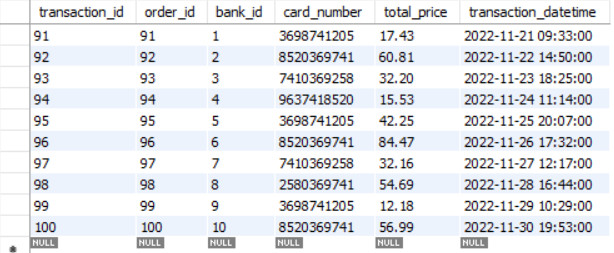 transaction_id order_id bank_id card_number total_price transaction_datetime
91 91 1 3698741205 17.43 2022-11-21 09:33:00
92 92 2 8520369741 60.81 2022-11-22 14:50:00
93 93 3 7410369258 32.20 2022-11-23 18:25:00
94 94 4 9637418520 15.53 2022-11-24 11:14:00
95 95 5 3698741205 42.25 2022-11-25 20:07:00
96 96 6 8520369741 84.47 2022-11-26 17:32:00
97 97 7 7410369258 32.16 2022-11-27 12:17:00
98 98 8 2580369741 54.69 2022-11-28 16:44:00
99 99 9 3698741205 12.18 2022-11-29 10:29:00
100 100 10 8520369741 56.99 2022-11-30 19:53:00
NULL NULL NULL NULL NULL NULL